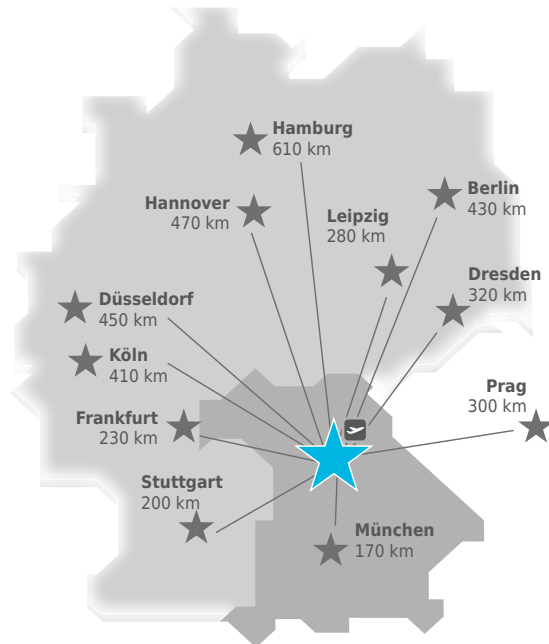 Hamburg
610 km
Hannover
470 km
Leipzig
280 km
Berlin
430 km
Dresden
320 km
Düsseldorf
450 km
Köln
410 km
Prag
300 km
Frankfurt
230 km
Stuttgart
200 km
München
170 km